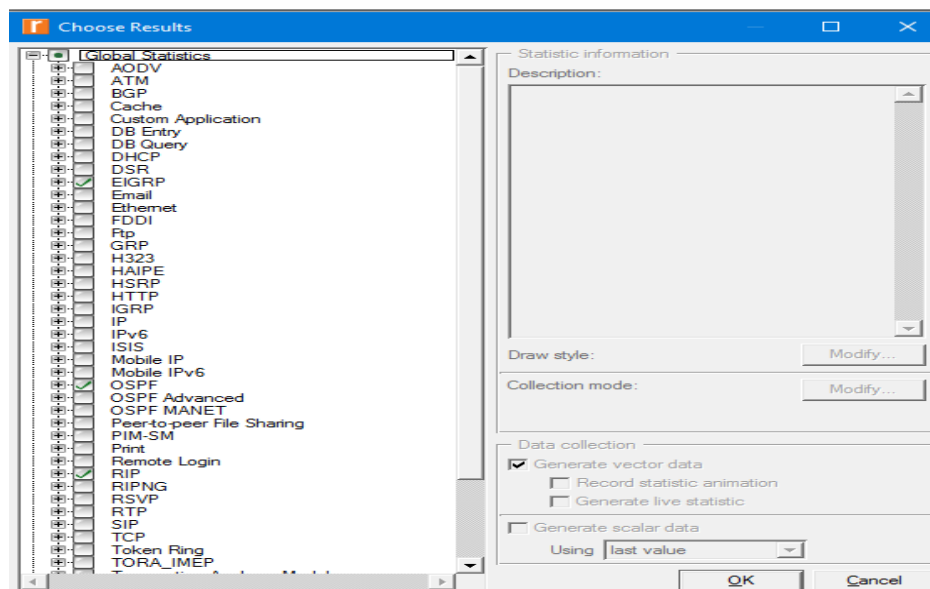 Choose Results
Global Statistics
AODV
ATM
BGP
Cache
Custom Application
DB Entry
DB Query
DHCP
DSR
EIGRP
Email
Ethernet
FDDI
Ftp
GRP
H323
HAIPE
HSRP
HTTP
IGRP
IP
IPv6
ISIS
Mobile IP
Mobile IPv6
OSPF
OSPF Advanced
OSPF MANET
Peer-to-peer File Sharing
PIM-SM
Print
Remote Login
RIP
RIPNG
RSVP
RTP
SIP
TCP
Token Ring
TORA_IMEP
Statistic information
Description:
Draw style: Modify...
Collection mode: Modify...
Data collection
Generate vector data
Record statistic animation
Generate live statistic
Generate scalar data
Using last value
OK Cancel